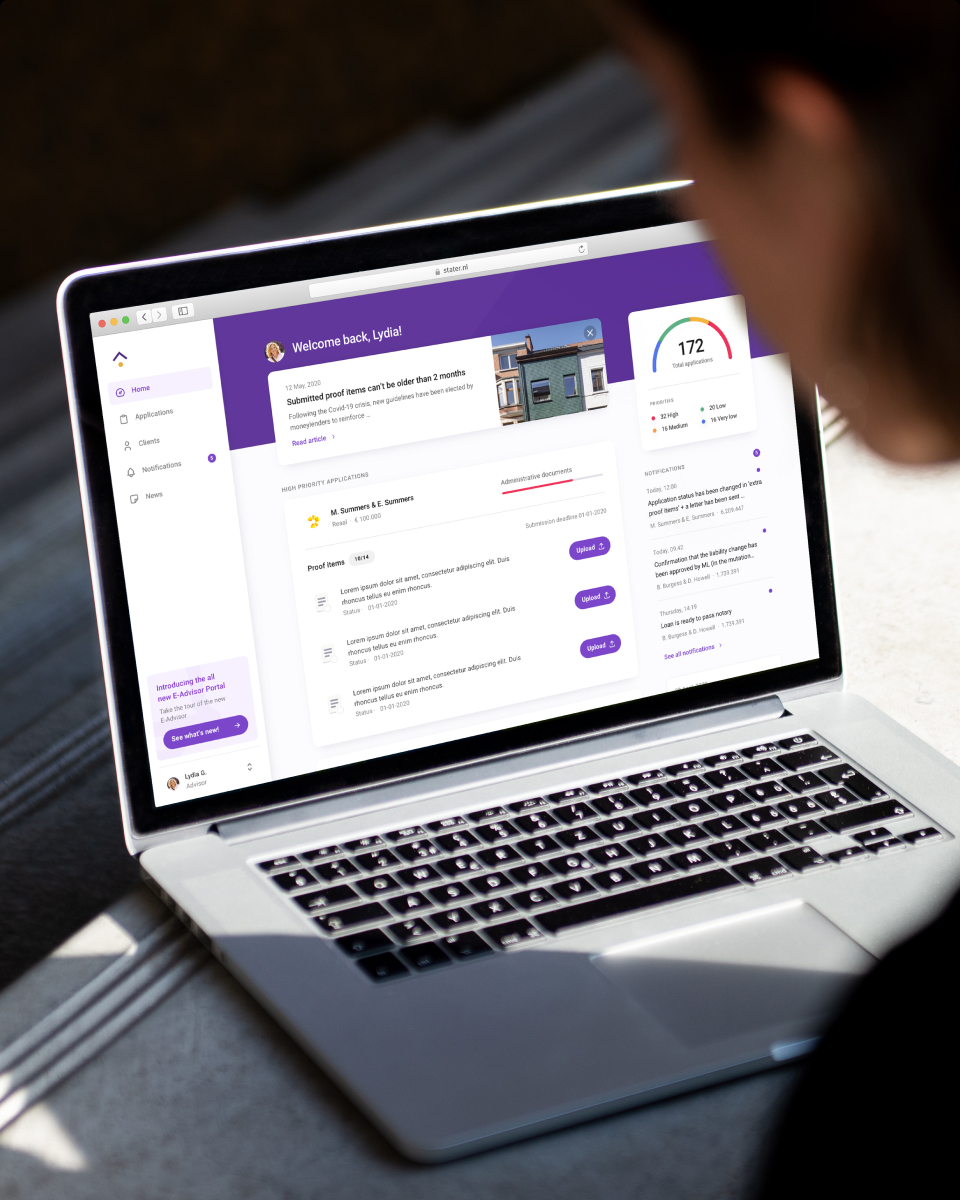 stater.nl
Home
Applications
Clients
Notifications
5
News
Introducing the all
new E-Advisor Portal
Take the tour of the new
E-Advisor
See what's new!
Lydia G.
Advisor
Welcome back, Lydia!
12 May, 2020
Submitted proof items can't be older than 2 months
Following the Covid-19 crisis, new guidelines have been elected by
moneylenders to reinforce ...
Read article
HIGH PRIORITY APPLICATIONS
M. Summers & E. Summers
€ 100.000
Administrative documents
Submission deadline 01-01-2020
Proof items
10/14
Lorem ipsum dolor sit amet, consectetur adipiscing elit. Duis
rhoncus tellus eu enim rhoncus.
Status · 01-01-2020
Upload
Lorem ipsum dolor sit amet, consectetur adipiscing elit. Duis
rhoncus tellus eu enim rhoncus.
Status · 01-01-2020
Upload
Lorem ipsum dolor sit amet, consectetur adipiscing elit. Duis
rhoncus tellus eu enim rhoncus.
Status · 01-01-2020
Upload
172
Total applications
PRIORITIES
32 High
20 Low
16 Medium
16 Very low
NOTIFICATIONS
5
Today, 12:00
Application status has been changed in 'extra
proof items' + a letter has been sent ...
M. Summers & E. Summers · 6.209.447
Today, 09:42
Confirmation that the liability change has
been approved by ML (in the mutation...
B. Burgess & D. Howell · 1.739.391
Thursday, 14:19
Loan is ready to pass notary
B. Burgess & D. Howell · 1.739.391
See all notifications